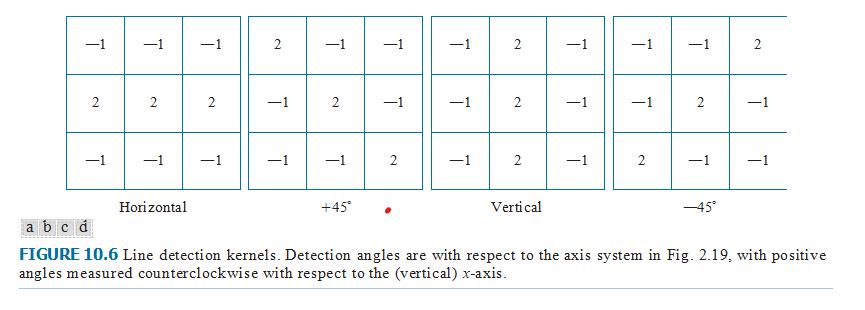 —1 —1 —1 2 —1 —1 —1 2 —1 —1 —1 2
2 2 2 —1 2 —1 —1 2 —1 —1 2 —1
—1 —1 —1 —1 —1 2 —1 2 —1 2 —1 —1
Horizontal +45° Vertical —45°
a b c d
FIGURE 10.6 Line detection kernels. Detection angles are with respect to the axis system in Fig. 2.19, with positive
angles measured counterclockwise with respect to the (vertical) x-axis.